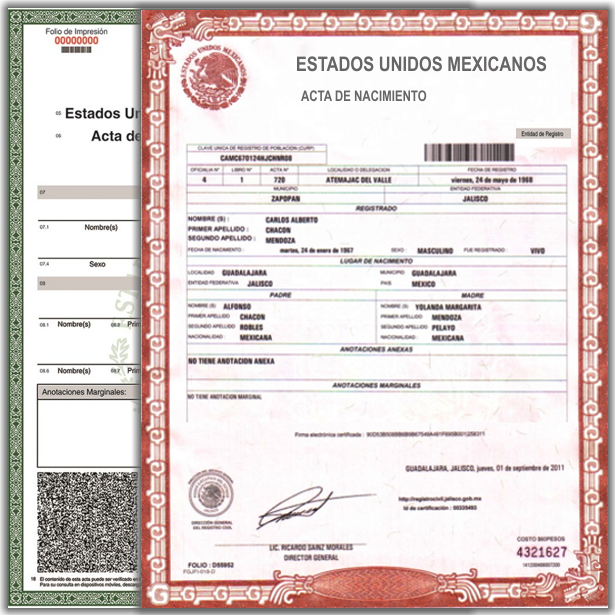 Folio de Impresión
00000000
05 Estados Un
06 Acta de
07
07.1 Nombre(s)
07.4 Sexo
08
08.1 Nombre(s) 08.2 Prim
08.6 Nombre(s) 08.7 Prim
Anotaciones Marginales:
18 El contenido de esta acta puede ser verificado en
Para su consulta en dispositivos móviles, descarg
ESTADOS UNIDOS MEXICANOS
ESTADOS UNIDOS MEXICANOS
ACTA DE NACIMIENTO
Entidad de Registro
CLAVE UNICA DE REGISTRO DE POBLACION (CURP)
CAMC670124HJCHNR08
OFICIALIA N° LIBRO N° ACTA N° LOCALIDAD O DELEGACION FECHA DE REGISTRO
4 1 720 ATEMAJAC DEL VALLE viernes, 24 de mayo de 1968
MUNICIPIO ENTIDAD FEDERATIVA
ZAPOPAN JALISCO
REGISTRADO
NOMBRE (S) : CARLOS ALBERTO
PRIMER APELLIDO : CHACON
SEGUNDO APELLIDO : MENDOZA
FECHA DE NACIMIENTO : martes, 24 de enero de 1967 SEXO MASCULINO FUE REGISTRADO : VIVO
LUGAR DE NACIMIENTO
LOCALIDAD GUADALAJARA MUNICIPIO GUADALAJARA
ENTIDAD FEDERATIVA JALISCO PAIS MEXICO
PADRE MADRE
NOMBRE (S) ALFONSO NOMBRE (S) YOLANDA MARGARITA
PRIMER APELLIDO CHACON PRIMER APELLIDO MENDOZA
SEGUNDO APELLIDO ROBLES SEGUNDO APELLIDO PELAYO
NACIONALIDAD : MEXICANA NACIONALIDAD : MEXICANA
ANOTACIONES ANEXAS
NO TIENE ANOTACION ANEXA
ANOTACIONES MARGINALES
NO TIENE ANOTACION MARGINAL
Firma electrónica certificada :
GUADALAJARA, JALISCO, jueves, 01 de septiembre de 2011
http://registrocivil.jalisco.gob.mx
Id de certificación : 00335493
DIRECCIÓN GENERAL
DEL REGISTRO CIVIL
LIC. RICARDO SAINZ MORALES
DIRECTOR GENERAL
COSTO $60PESOS
4321627
FOLIO : D55952